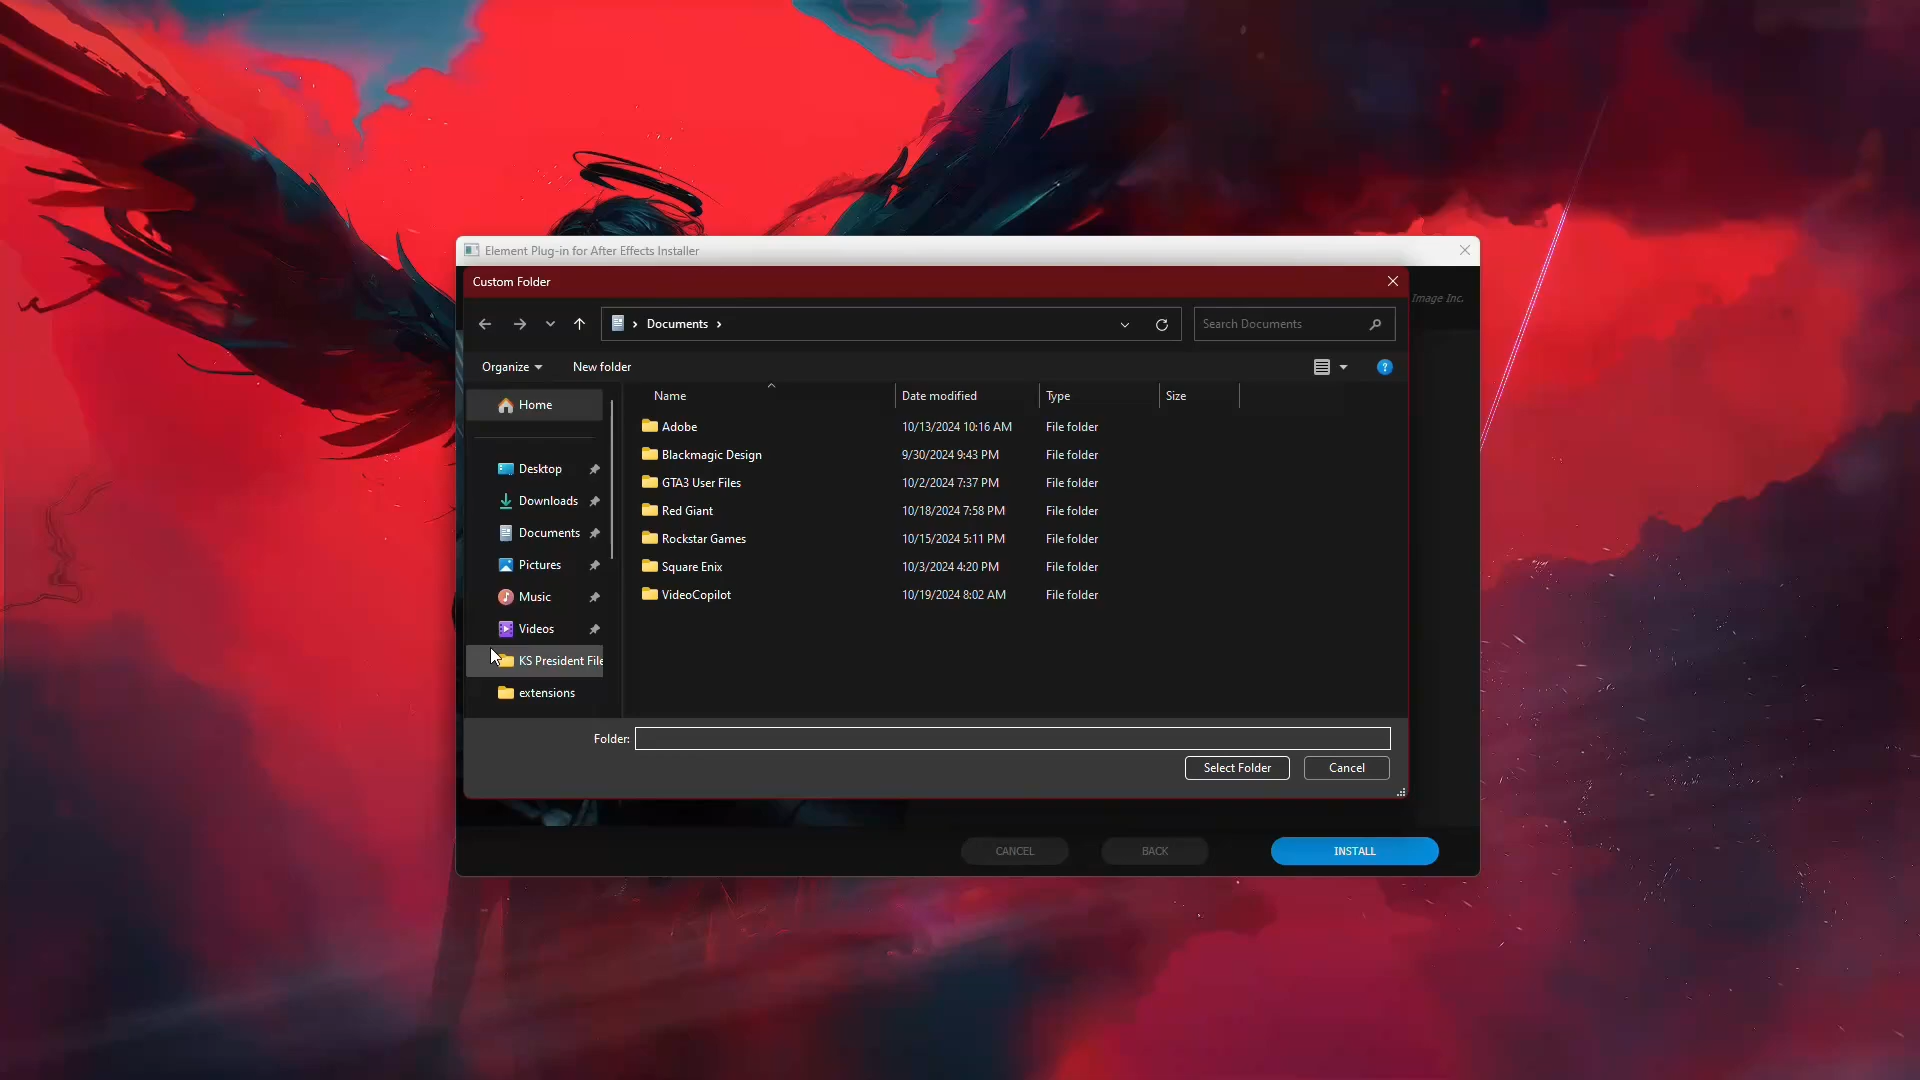 Element Plug-in for After Effects Installer
Image Inc.
Custom Folder
Documents
Search Documents
Organize
New folder
Home
Desktop
Downloads
Documents
Pictures
Music
Videos
KS President File
extensions
Name Date modified Type Size
Adobe 10/13/2024 10:16 AM File folder
Blackmagic Design 9/30/2024 9:43 PM File folder
GTA3 User Files 10/2/2024 7:37 PM File folder
Red Giant 10/18/2024 7:58 PM File folder
Rockstar Games 10/15/2024 5:11 PM File folder
Square Enix 10/3/2024 4:20 PM File folder
VideoCopilot 10/19/2024 8:02 AM File folder
Folder:
Select Folder
Cancel
CANCEL
BACK
INSTALL